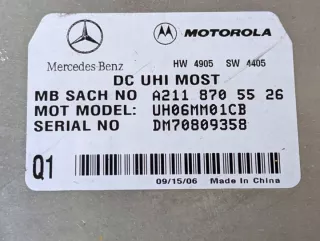 MOTOROLA
Mercedes-Benz HW 4905 SW 4405
DC UHI MOST
MB SACH NO A211 870 55 26
MOT MODEL: UH06MM01CB
SERIAL NO DM70809358
Q1
09/15/06 Made In China